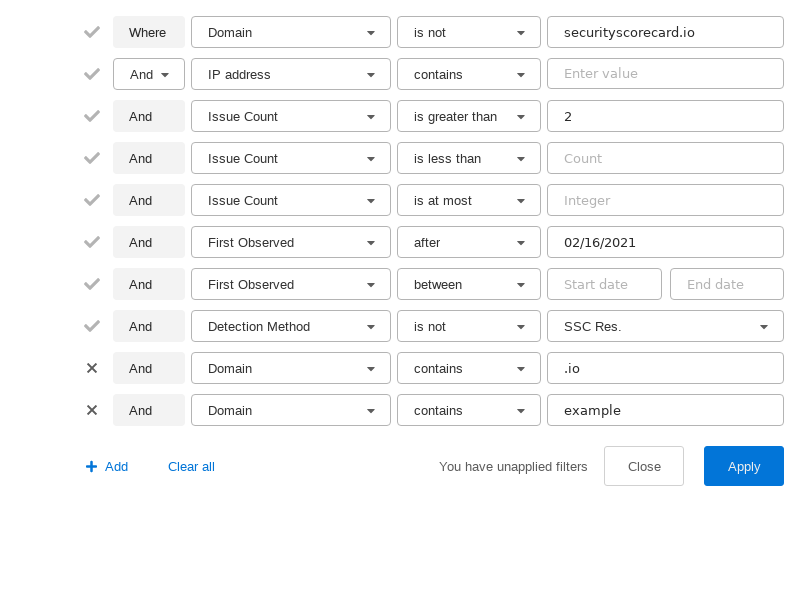 Where Domain is not securityscorecard.io
And IP address contains Enter value
And Issue Count is greater than 2
And Issue Count is less than Count
And Issue Count is at most Integer
And First Observed after 02/16/2021
And First Observed between Start date End date
And Detection Method is not SSC Res.
And Domain contains .io
And Domain contains example
Add Clear all You have unapplied filters Close Apply